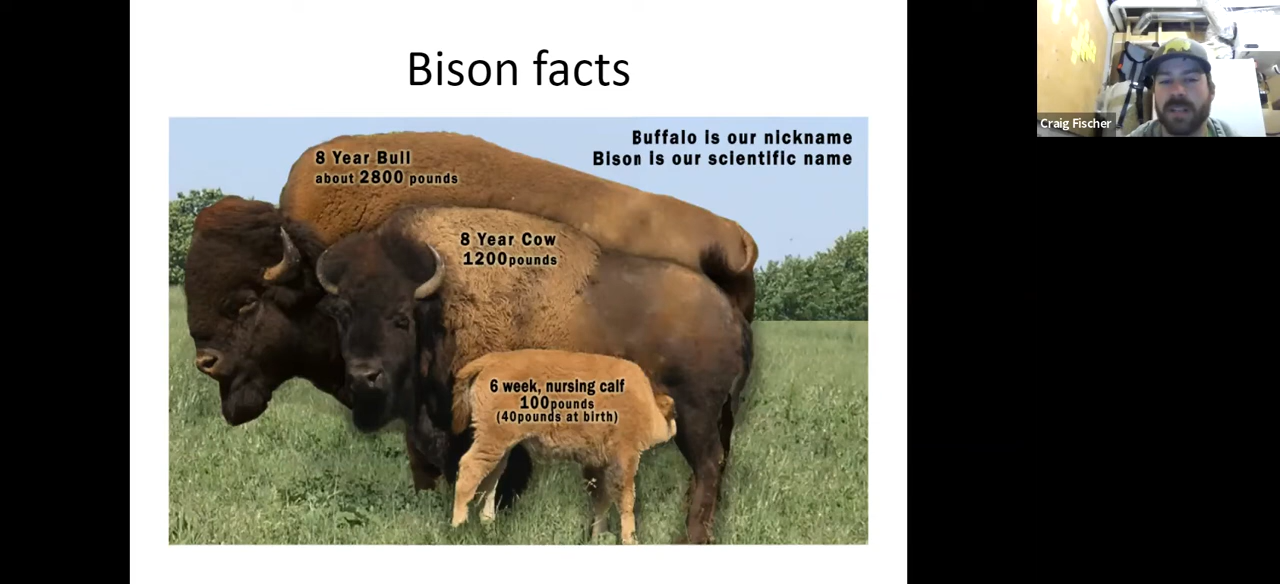 Bison facts
Buffalo is our nickname
Bison is our scientific name
8 Year Bull
about 2800 pounds
8 Year Cow
1200pounds
6 week, nursing calf
100pounds
(40pounds at birth)
Craig Fischer